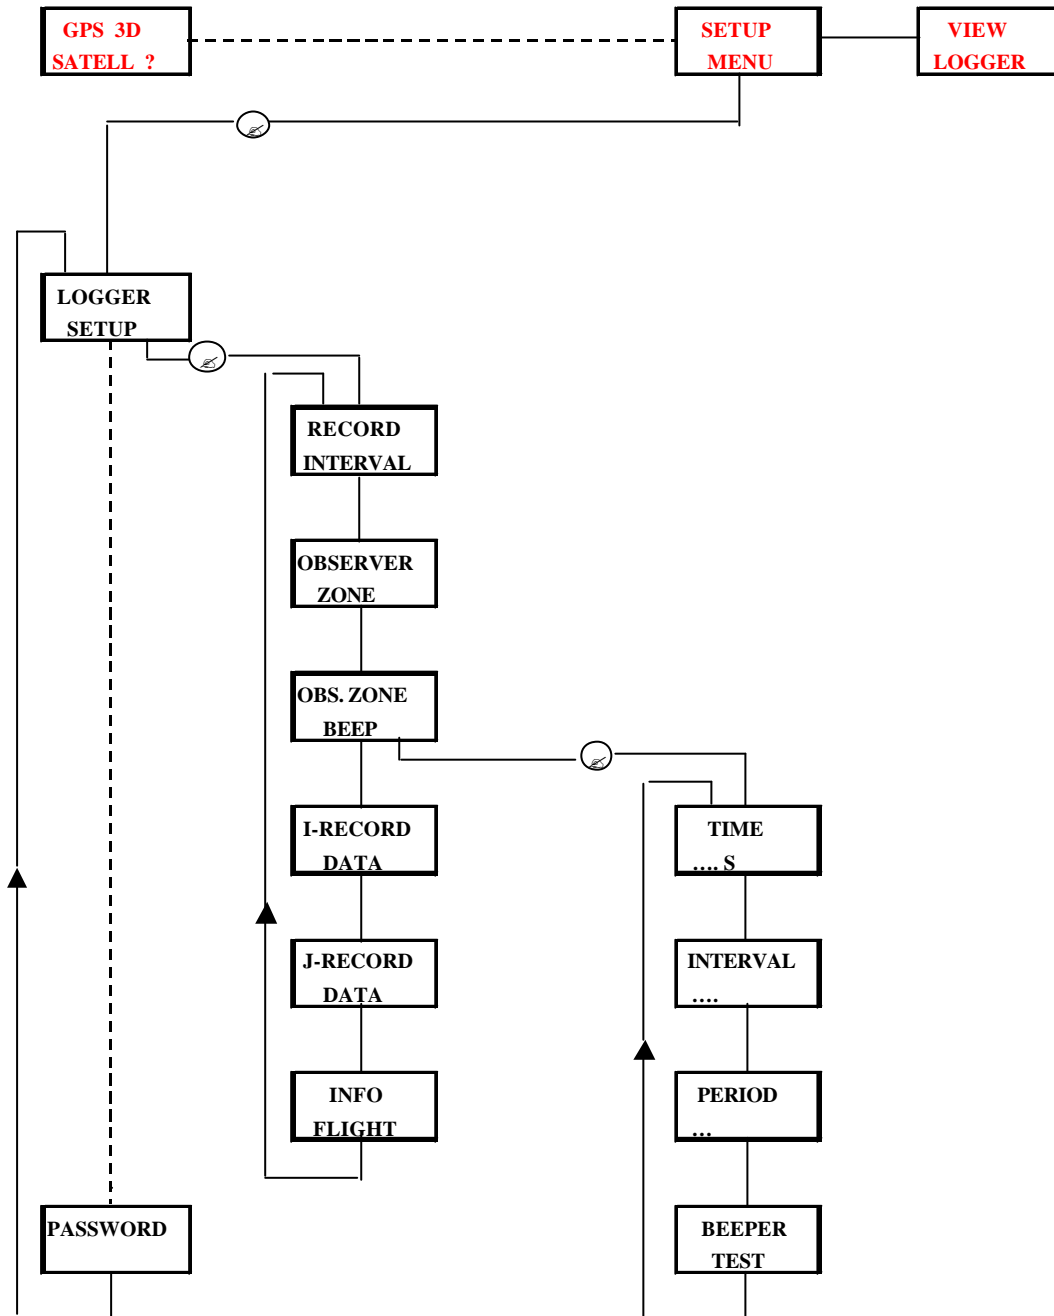 GPS 3D
SATELL ?
SETUP
MENU
VIEW
LOGGER
LOGGER
SETUP
RECORD
INTERVAL
OBSERVER
ZONE
OBS. ZONE
BEEP
I-RECORD
DATA
TIME
.... S
J-RECORD
DATA
INTERVAL
....
INFO
FLIGHT
PERIOD
...
PASSWORD
BEEPER
TEST